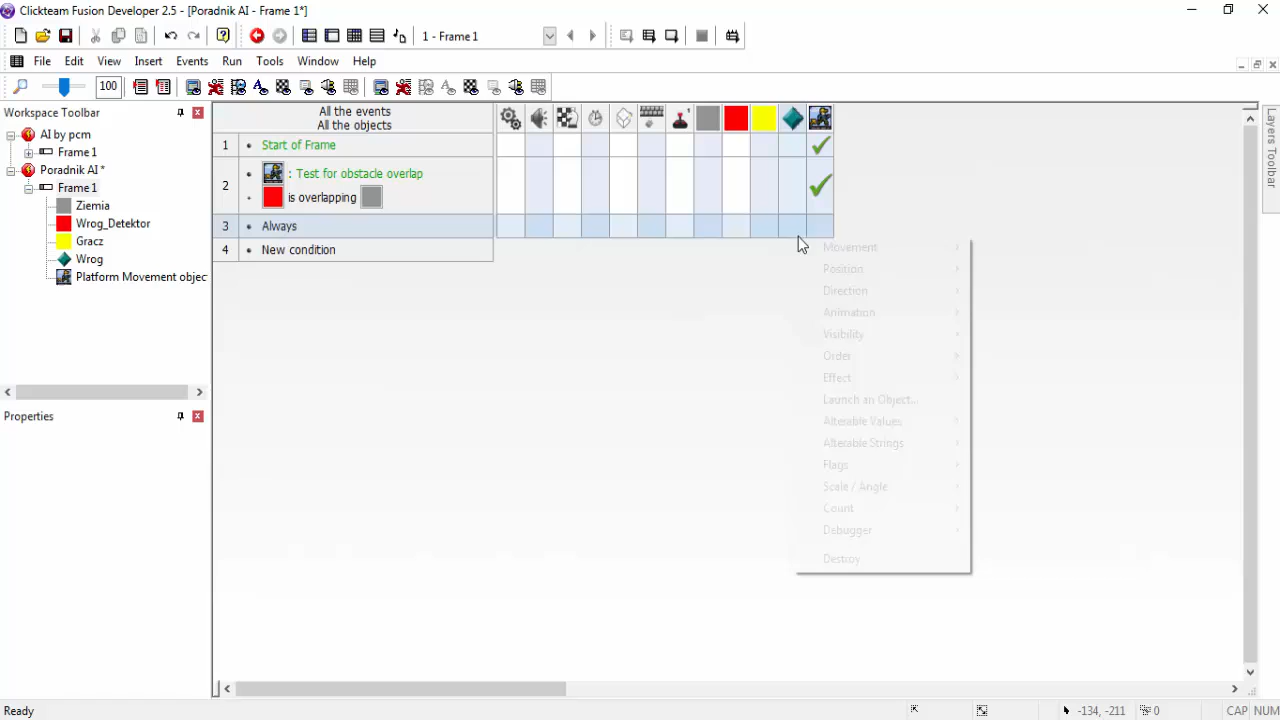 Clickteam Fusion Developer 2.5 - [Poradnik AI - Frame 1*]
File Edit View Insert Events Run Tools Window Help
1 - Frame 1
100
Workspace Toolbar
AI by pcm
Frame 1
Poradnik AI *
Frame 1
Ziemia
Wrog_Detektor
Gracz
Wrog
Platform Movement objec
Properties
All the events
All the objects
1 • Start of Frame
2 • : Test for obstacle overlap
• is overlapping
3 • Always
4 • New condition
Movement
Position
Direction
Animation
Visibility
Order
Effect
Launch an Object...
Alterable Values
Alterable Strings
Flags
Scale / Angle
Count
Debugger
Destroy
Layers Toolbar
Ready
-134, -211
0
CAP NUM